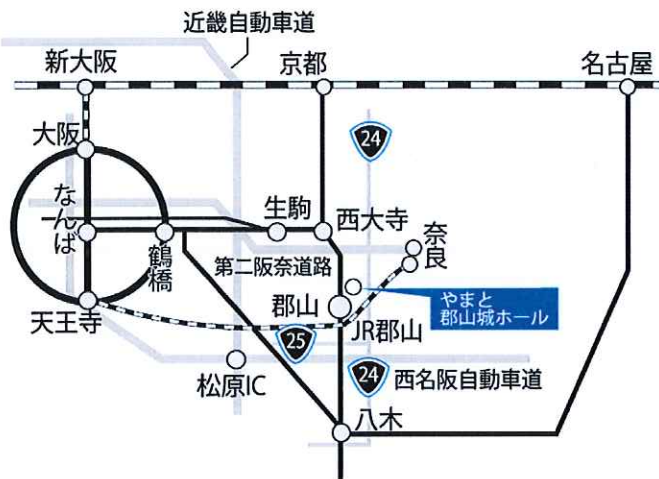 近畿自動車道
新大阪
京都
名古屋
大阪
24
なんば
生駒
西大寺
奈良
鶴橋
第二阪奈道路
天王寺
郡山
やまと
郡山城ホール
JR郡山
25
松原IC
24
西名阪自動車道
八木